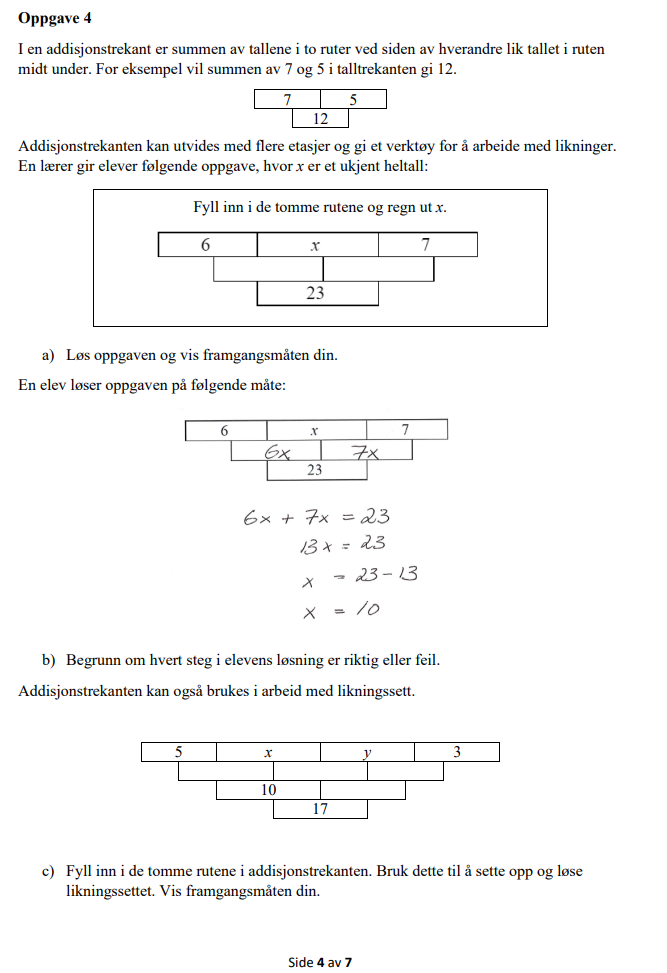 Oppgave 4
I en addisjonstrekant er summen av tallene i to ruter ved siden av hverandre lik tallet i ruten
midt under. For eksempel vil summen av 7 og 5 i talltrekanten gi 12.
7 5
12
Addisjonstrekanten kan utvides med flere etasjer og gi et verktøy for å arbeide med likninger.
En lærer gir elever følgende oppgave, hvor x er et ukjent heltall:
Fyll inn i de tomme rutene og regn ut x.
6 x 7
23
a) Løs oppgaven og vis framgangsmåten din.
En elev løser oppgaven på følgende måte:
6 x 7
6x 7x
23
6x + 7x = 23
13x = 23
x = 23-13
x = 10
b) Begrunn om hvert steg i elevens løsning er riktig eller feil.
Addisjonstrekanten kan også brukes i arbeid med likningssett.
5 x y 3
10
17
c) Fyll inn i de tomme rutene i addisjonstrekanten. Bruk dette til å sette opp og løse
likningssettet. Vis framgangsmåten din.
Side 4 av 7